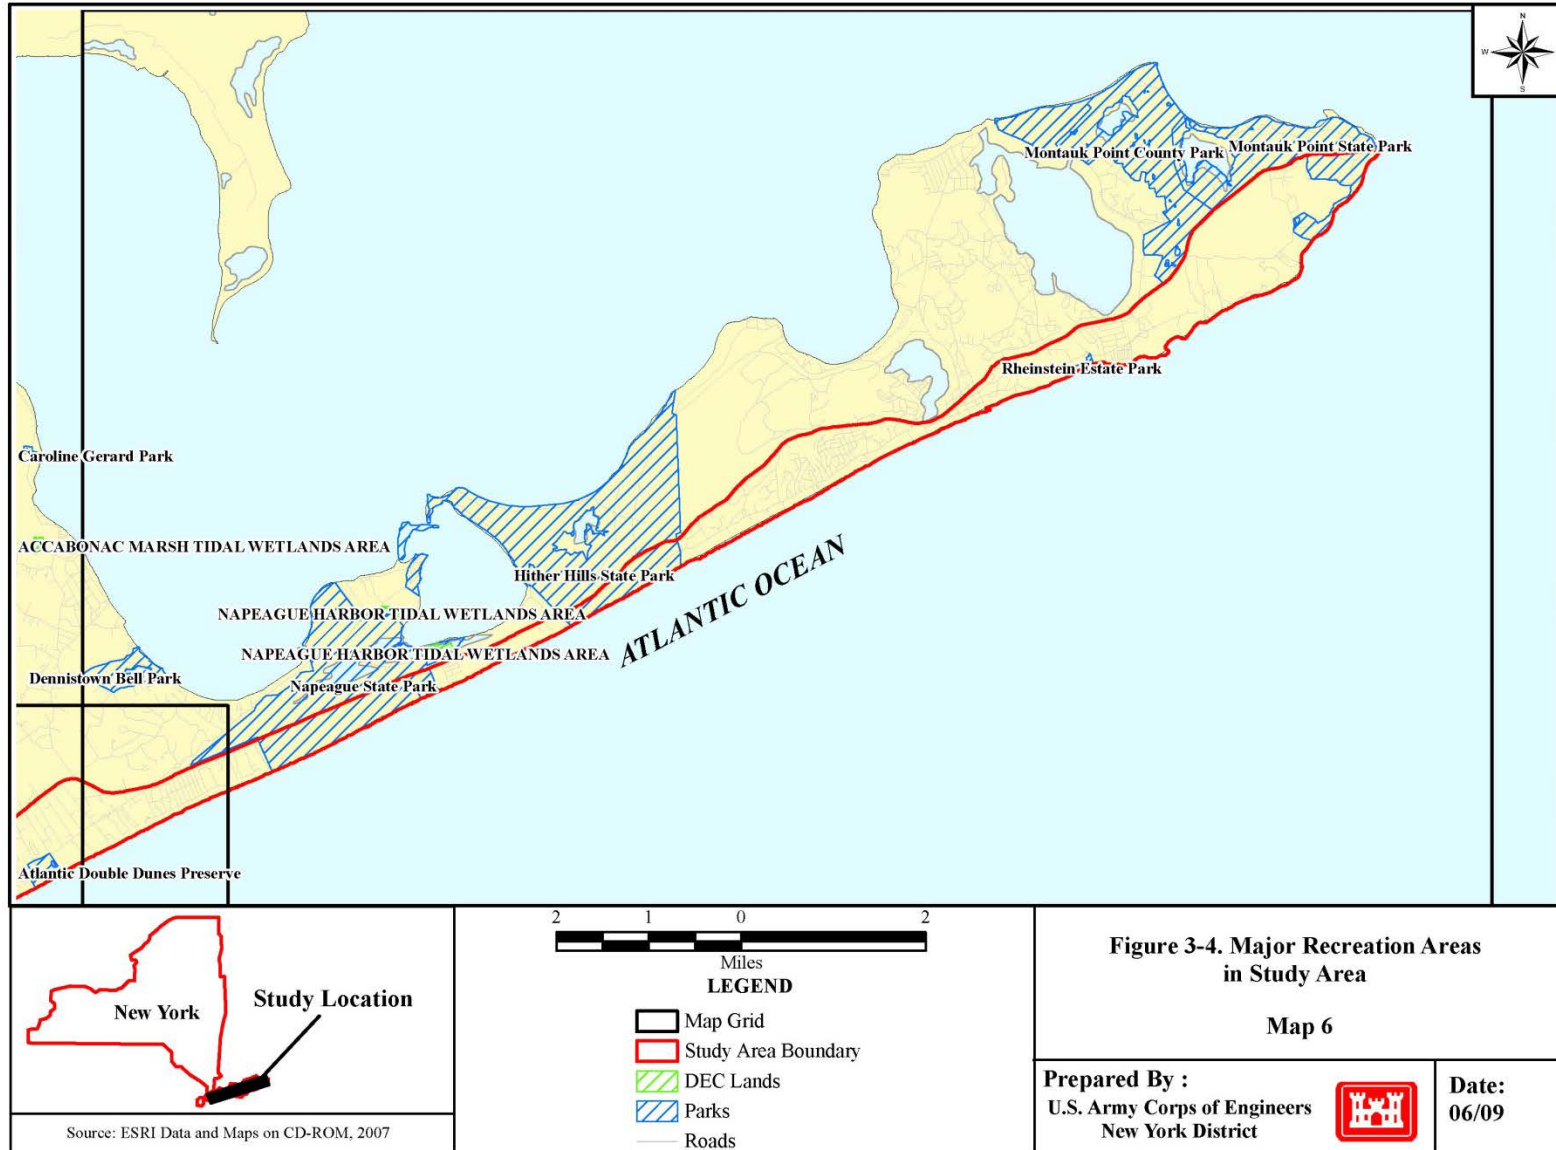 N
W
S
Montauk Point County Park
Montauk Point State Park
Rheinstein Estate Park
Caroline Gerard Park
ACCABONAC MARSH TIDAL WETLANDS AREA
Hither Hills State Park
ATLANTIC OCEAN
NAPEAGUE HARBOR TIDAL WETLANDS AREA
NAPEAGUE HARBOR TIDAL WETLANDS AREA
Dennistown Bell Park
Napeague State Park
Atlantic Double Dunes Preserve
New York
Study Location
Source: ESRI Data and Maps on CD-ROM, 2007
2 1 0 2
Miles
LEGEND
Map Grid
Study Area Boundary
DEC Lands
Parks
Roads
Figure 3-4. Major Recreation Areas
in Study Area
Map 6
Prepared By :
U.S. Army Corps of Engineers
New York District
Date:
06/09